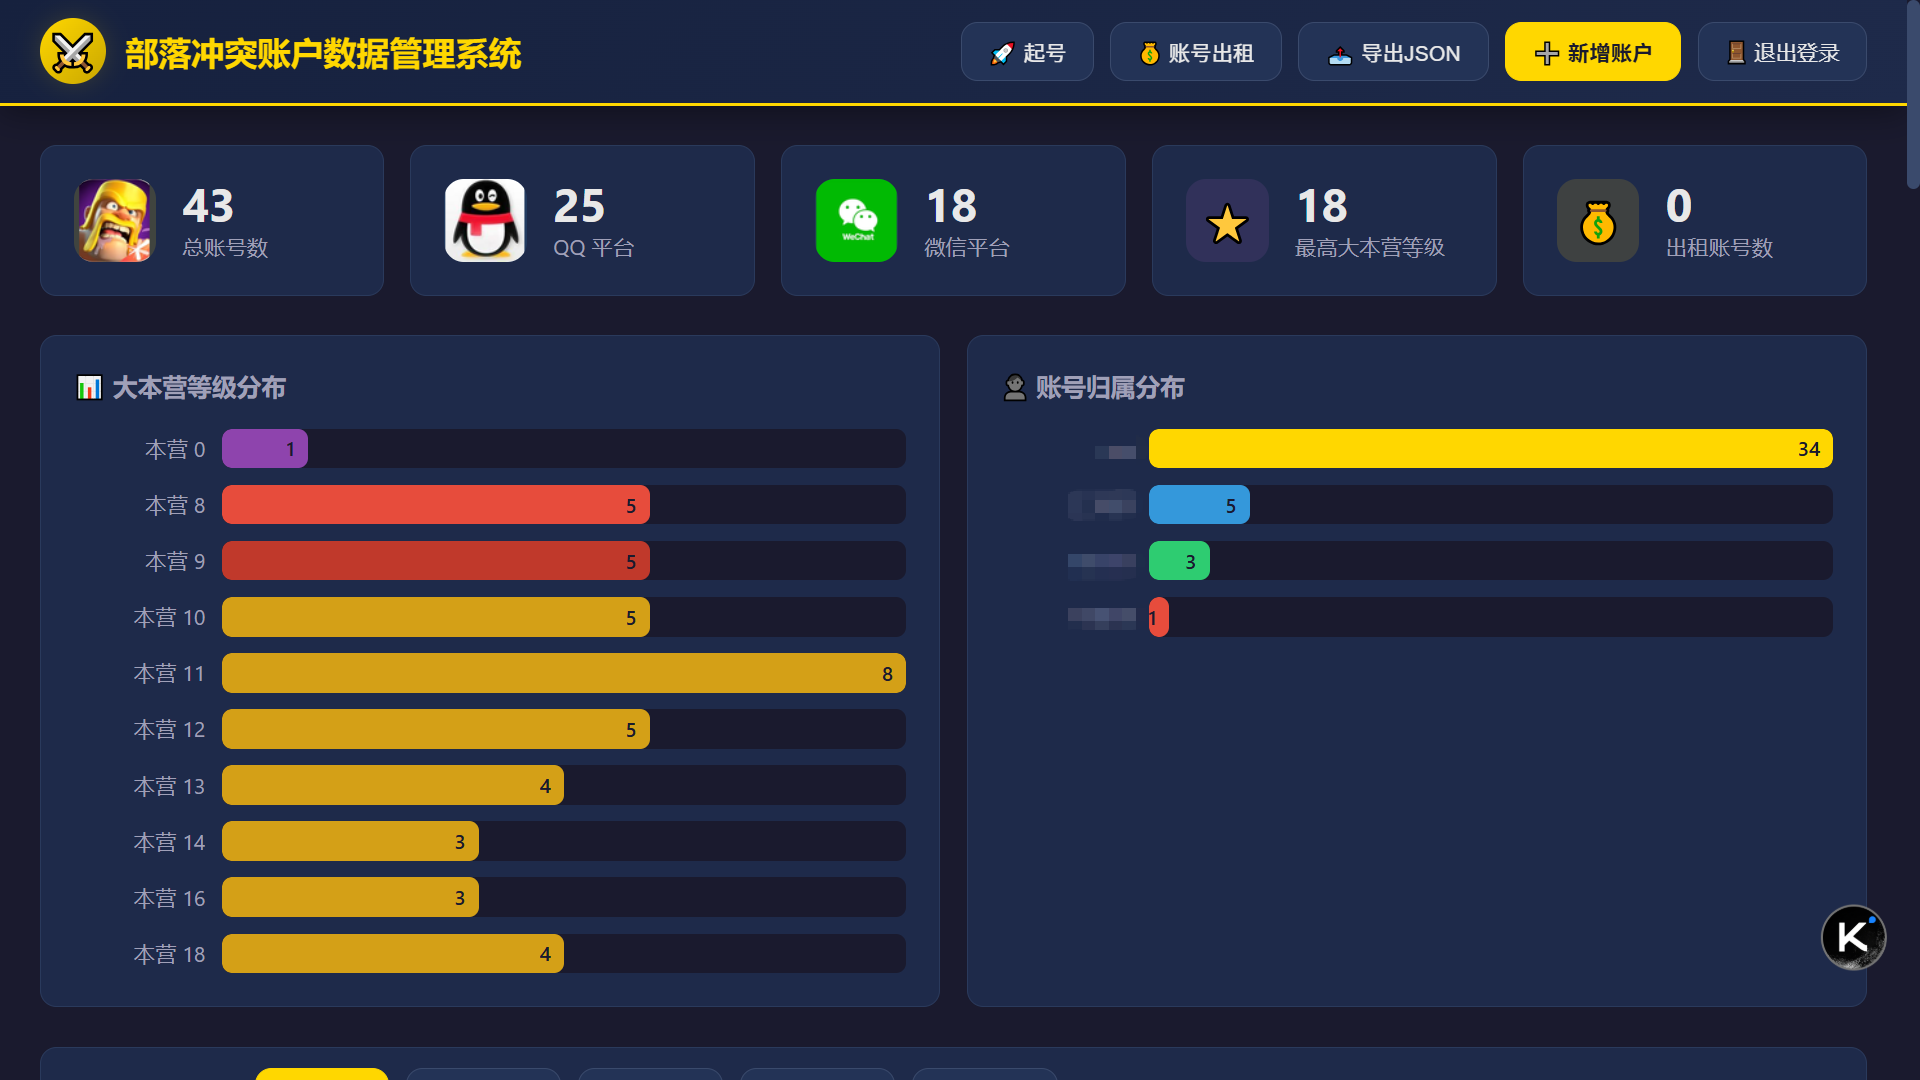 部落冲突账户数据管理系统
起号
账号出租
导出JSON
新增账户
退出登录
43
总账号数
25
QQ 平台
WeChat
18
微信平台
18
最高大本营等级
0
出租账号数
大本营等级分布
本营 0 1
本营 8 5
本营 9 5
本营 10 5
本营 11 8
本营 12 5
本营 13 4
本营 14 3
本营 16 3
本营 18 4
账号归属分布
34
5
3
1
K